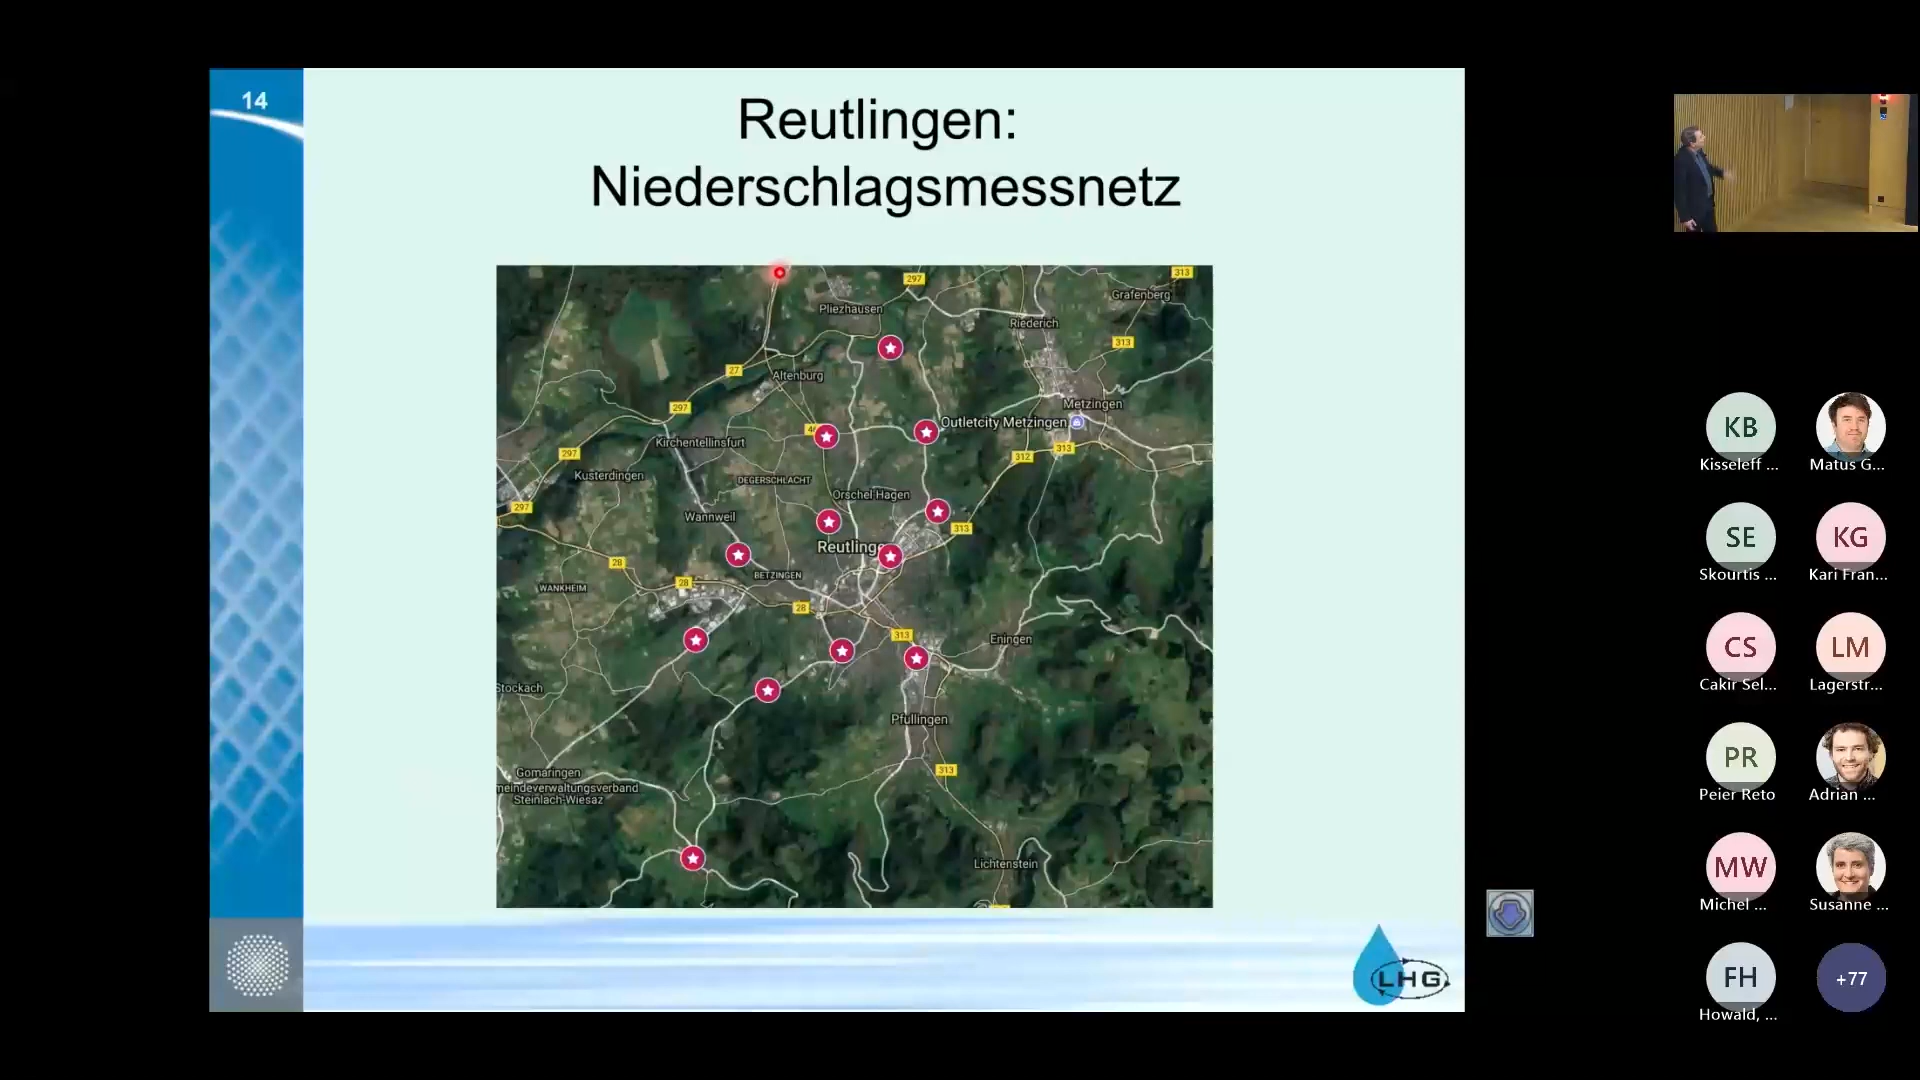 14
Reutlingen:
Niederschlagsmessnetz
297
313
Grafenberg
Pliezhausen
Riederich
313
27
Altenburg
297
Metzingen
Outletcity Metzingen
Kirchentellinsfurt
313
297
312
Kusterdingen
DEGERSCHLACHT
Orschel Hagen
297
Wannweil
313
Reutlinge
28
BETZINGEN
28
WANKHEIM
28
313
Eningen
Stockach
Pfullingen
313
Gomaringen
meindeverwaltungsverband
Steinlach-Wiesaz
Lichtenstein
LHG
KB
Kisseleff ...
Matus G...
SE
KG
Skourtis ...
Kari Fran...
CS
LM
Cakir Sel...
Lagerstr...
PR
Peier Reto
Adrian ...
MW
Michel ...
Susanne ...
FH
+77
Howald, ...